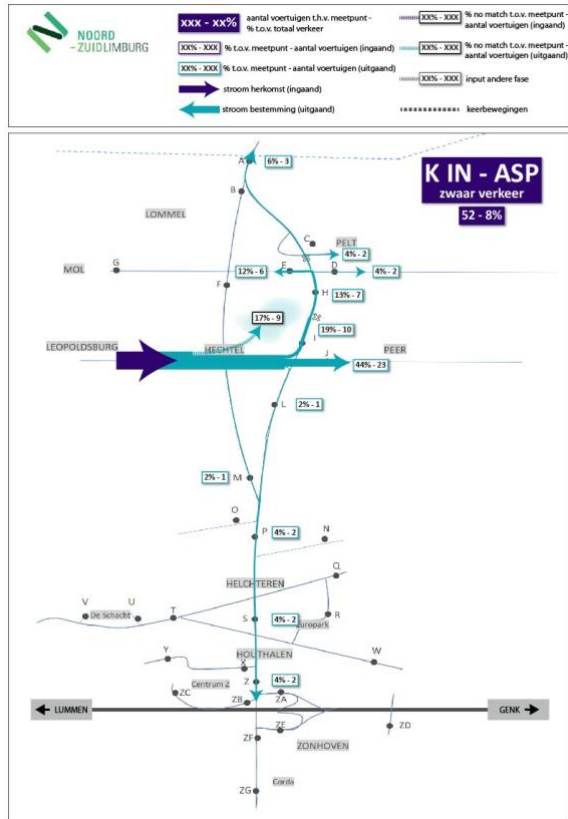 NOORD
-ZUIDLIMBURG
xxx - xx%
aantal voertuigen t.h.v. meetpunt -
% t.o.v. totaal verkeer
XX% - XXX
% t.o.v. meetpunt - aantal voertuigen (ingaand)
XX% - XXX
% t.o.v. meetpunt - aantal voertuigen (uitgaand)
stroom herkomst (ingaand)
stroom bestemming (uitgaand)
XX% - XXX
% no match t.o.v. meetpunt -
aantal voertuigen (ingaand)
XX% - XXX
% no match t.o.v. meetpunt -
aantal voertuigen (uitgaand)
XX% - XXX
input andere fase
keerbewegingen
K IN - ASP
zwaar verkeer
52 - 8%
A
6% - 3
B
LOMMEL
C
PELT
4% - 2
MOL
G
12% - 6
E
D
4% - 2
F
H
13% - 7
17% - 9
19% - 10
I
LEOPOLDSBURG
HECHTEL
J
PEER
44% - 23
L
2% - 1
2% - 1
M
O
P
4% - 2
N
HELCHTEREN
Q
V
U
De Schacht
T
S
4% - 2
R
Europark
Y
HOUTHALEN
X
W
Z
4% - 2
Centrum Z
ZC
ZB
ZA
LUMMEN
GENK
ZE
ZD
ZF
ZONHOVEN
Corda
ZG